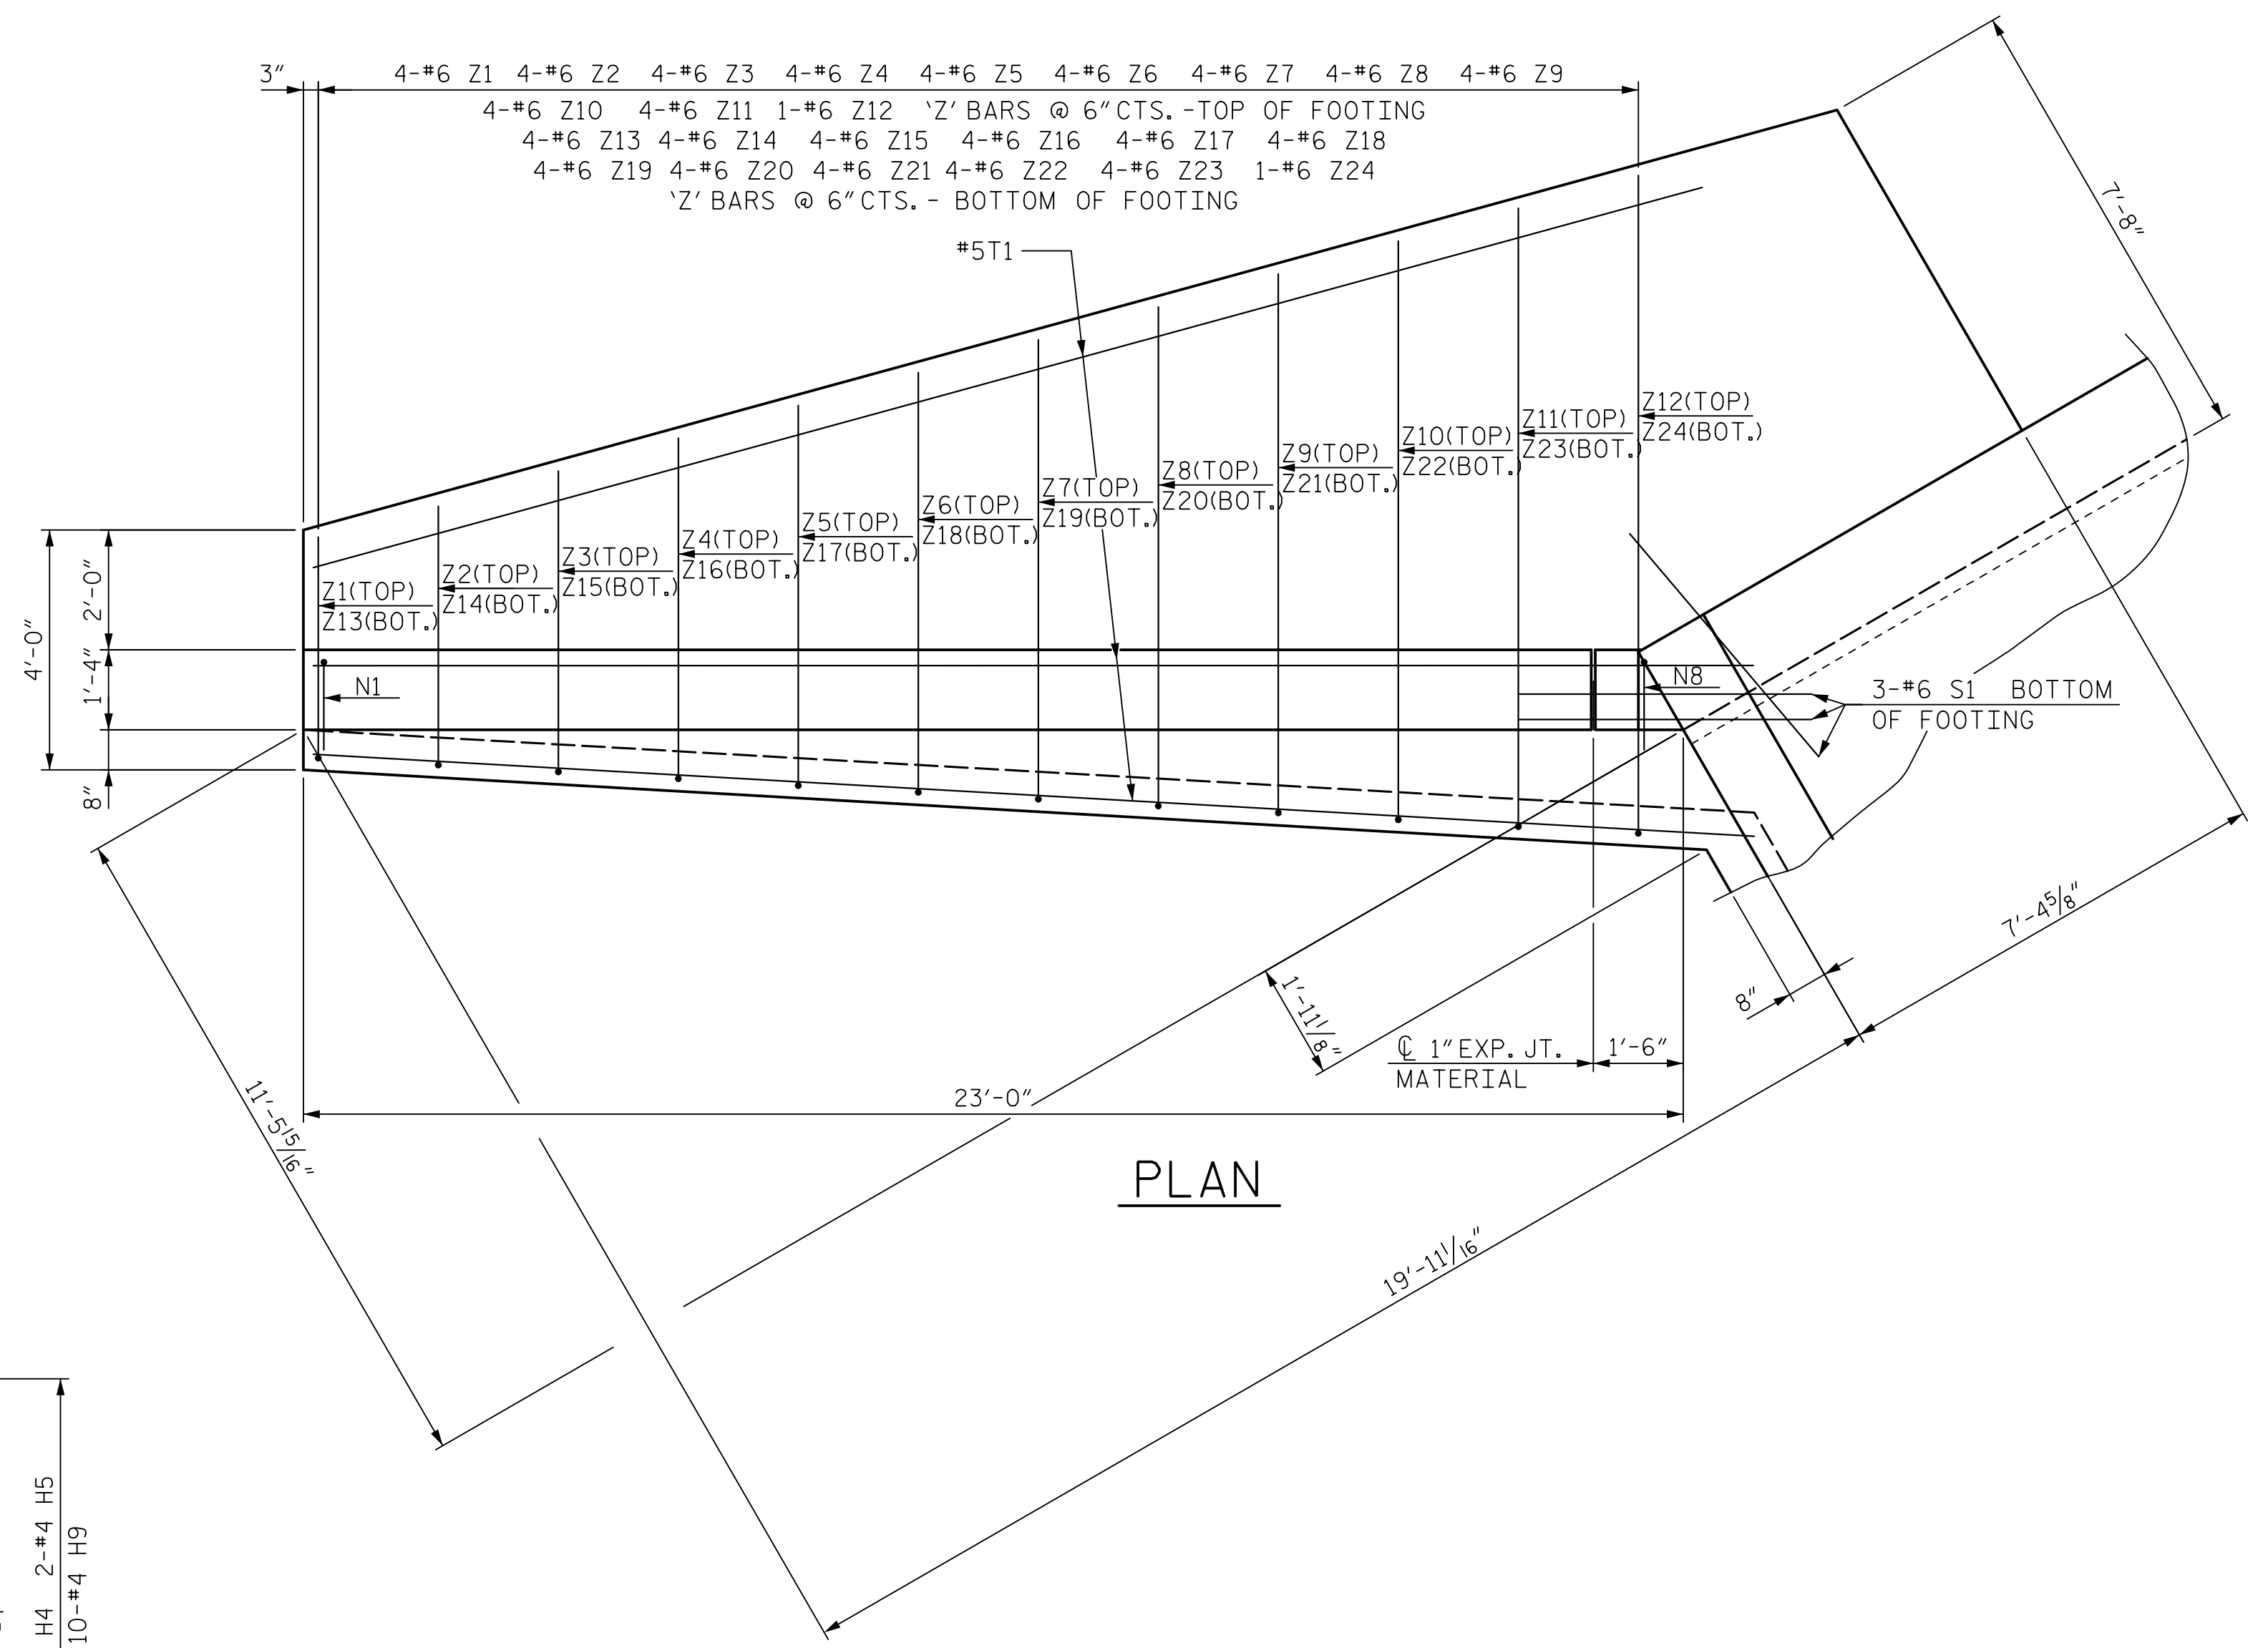 3" 4-#6 Z1 4-#6 Z2 4-#6 Z3 4-#6 Z4 4-#6 Z5 4-#6 Z6 4-#6 Z7 4-#6 Z8 4-#6 Z9
4-#6 Z10 4-#6 Z11 1-#6 Z12 'Z' BARS @ 6" CTS. -TOP OF FOOTING
4-#6 Z13 4-#6 Z14 4-#6 Z15 4-#6 Z16 4-#6 Z17 4-#6 Z18
4-#6 Z19 4-#6 Z20 4-#6 Z21 4-#6 Z22 4-#6 Z23 1-#6 Z24
'Z' BARS @ 6" CTS. - BOTTOM OF FOOTING
#5T1
7'-8"
Z1(TOP)
Z13(BOT.)
Z2(TOP)
Z14(BOT.)
Z3(TOP)
Z15(BOT.)
Z4(TOP)
Z16(BOT.)
Z5(TOP)
Z17(BOT.)
Z6(TOP)
Z18(BOT.)
Z7(TOP)
Z19(BOT.)
Z8(TOP)
Z20(BOT.)
Z9(TOP)
Z21(BOT.)
Z10(TOP)
Z22(BOT.)
Z11(TOP)
Z23(BOT.)
Z12(TOP)
Z24(BOT.)
4'-0"
2'-0"
1'-4"
8"
N1
N8
3-#6 S1 BOTTOM
OF FOOTING
7'-4 5/8"
8"
1'-11 1/8"
℄ 1" EXP. JT.
MATERIAL
1'-6"
23'-0"
11'-5 15/16"
PLAN
19'-11 1/16"
H4 2-#4 H5
10-#4 H9